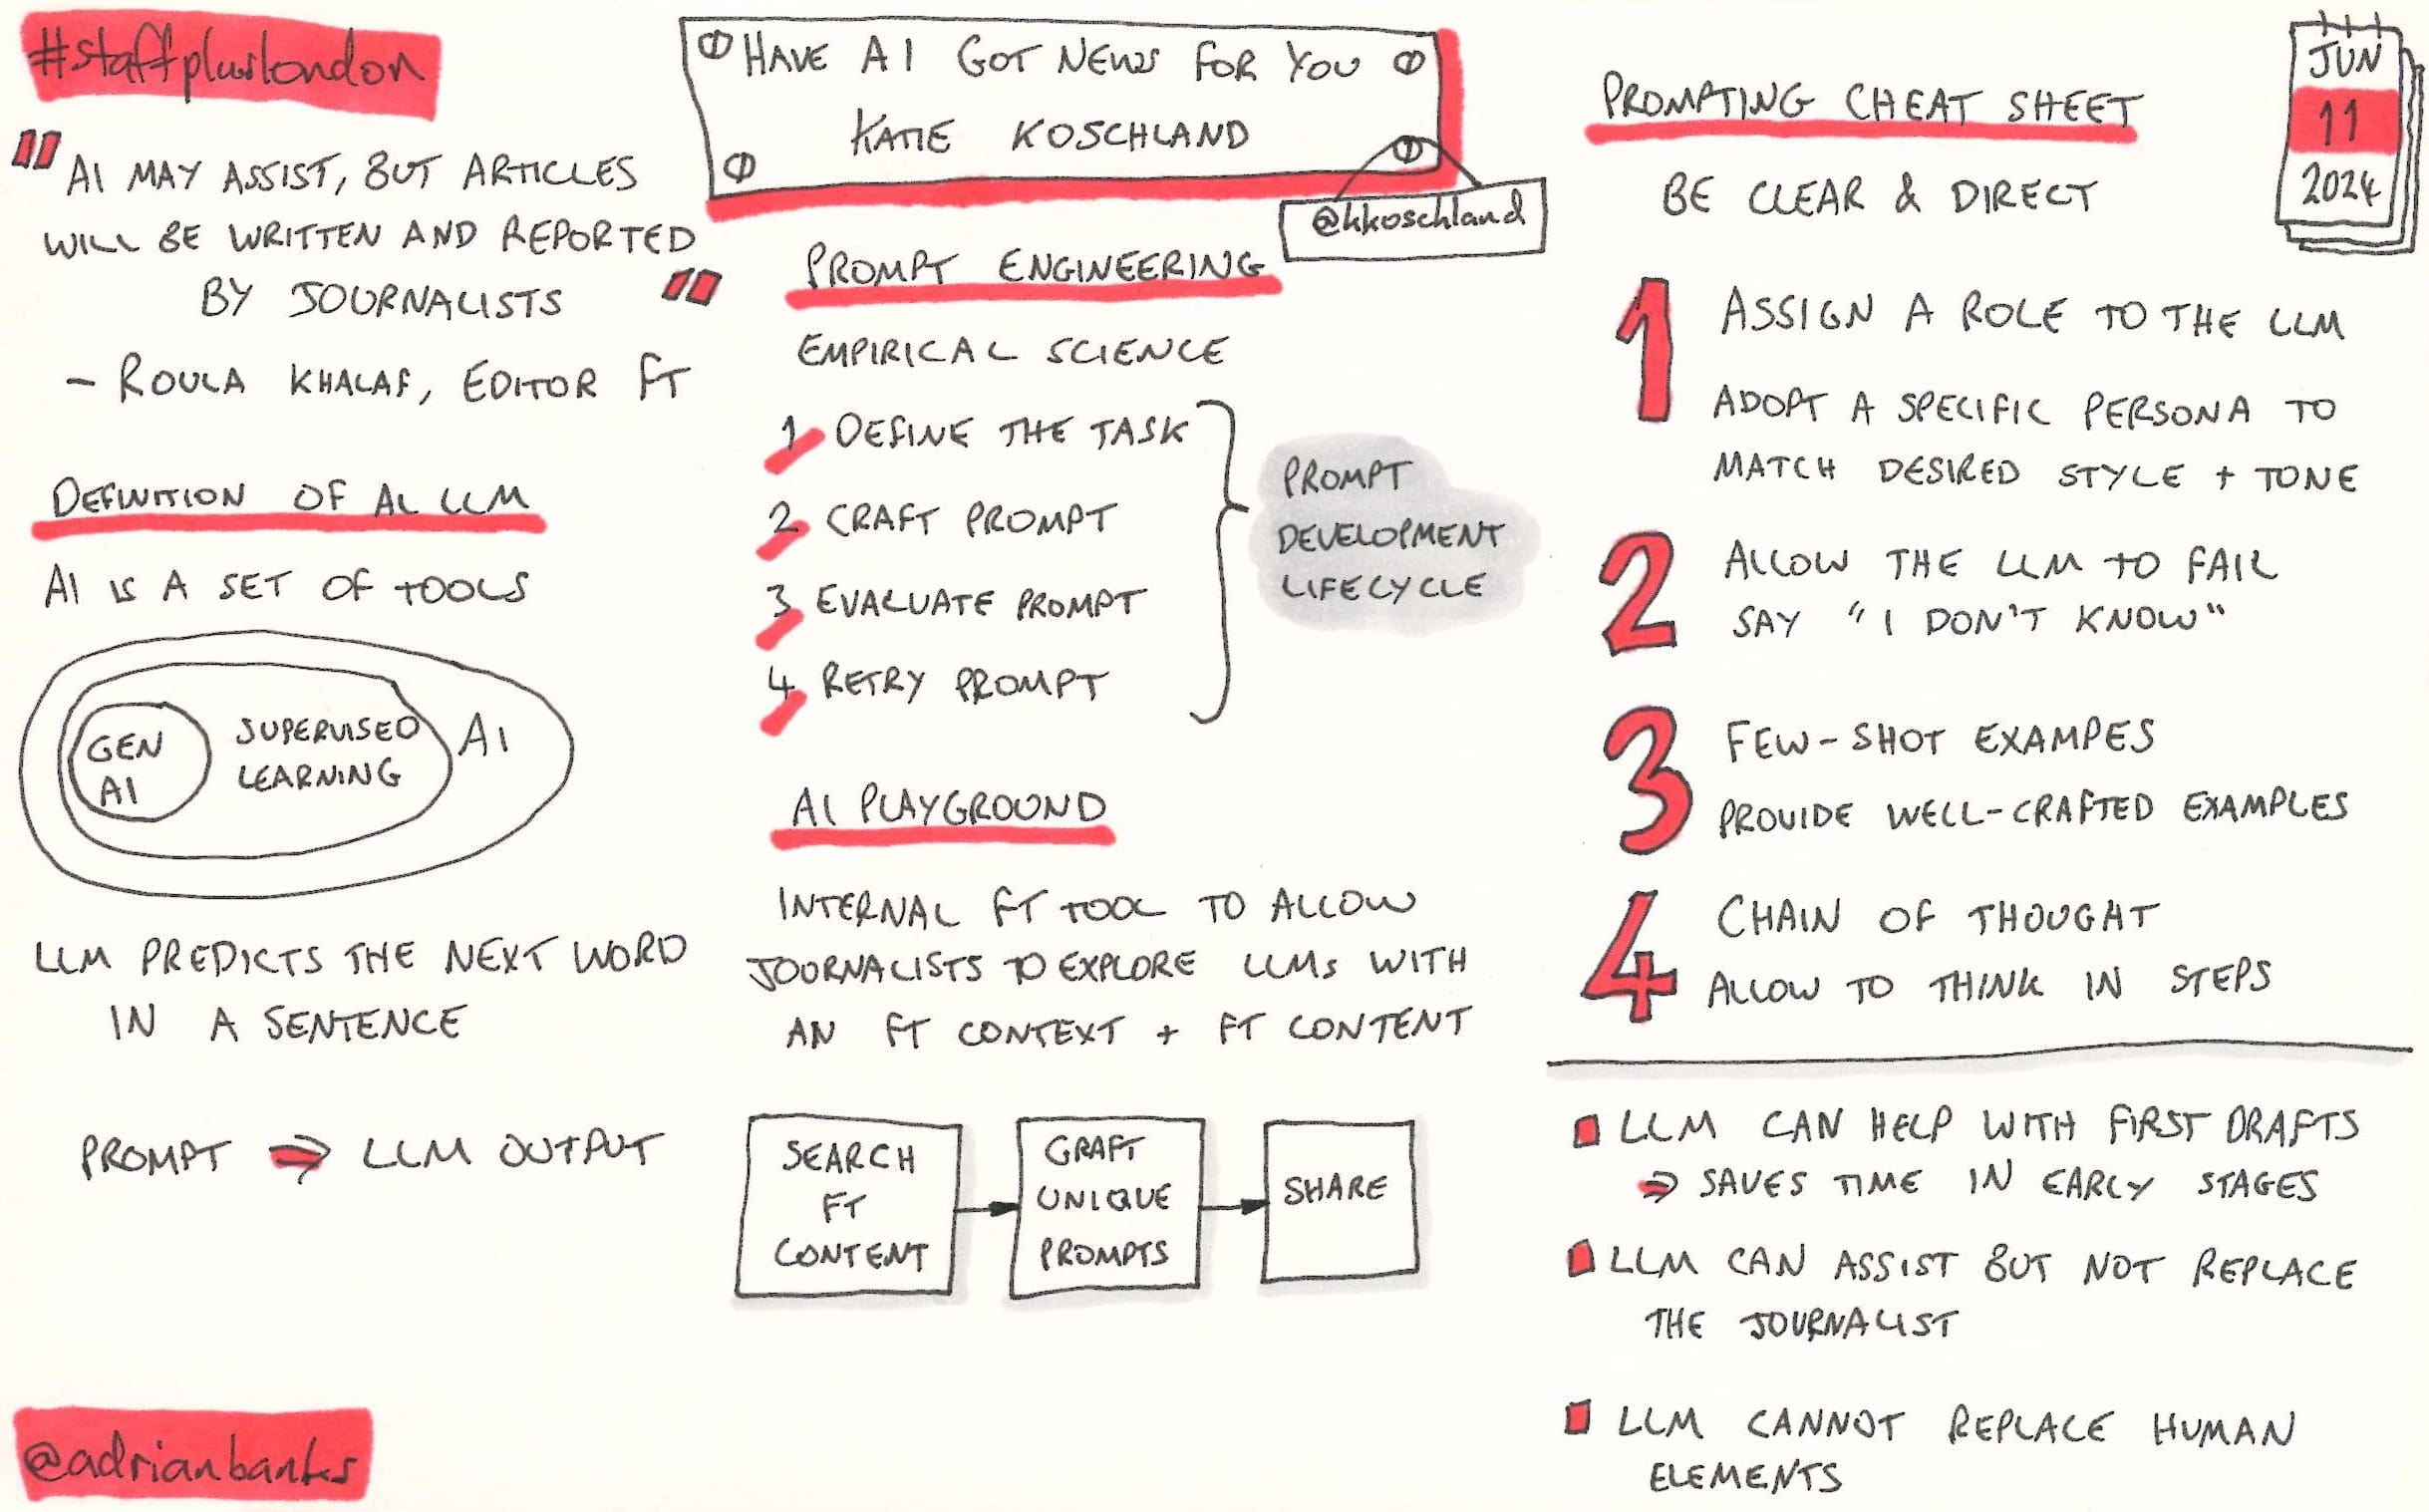 #staffpluslondon
"AI MAY ASSIST, BUT ARTICLES
WILL BE WRITTEN AND REPORTED
BY JOURNALISTS"
- ROULA KHALAF, EDITOR FT
DEFINITION OF AI LLM
AI IS A SET OF TOOLS
GEN
AI
SUPERVISED
LEARNING
AI
LLM PREDICTS THE NEXT WORD
IN A SENTENCE
PROMPT ⇒ LLM OUTPUT
@adrianbanks
HAVE AI GOT NEWS FOR YOU
KATIE KOSCHLAND
@kkoschland
PROMPT ENGINEERING
EMPIRICAL SCIENCE
1 DEFINE THE TASK
2 CRAFT PROMPT
3 EVALUATE PROMPT
4 RETRY PROMPT
PROMPT
DEVELOPMENT
LIFECYCLE
AI PLAYGROUND
INTERNAL FT TOOL TO ALLOW
JOURNALISTS TO EXPLORE LLMs WITH
AN FT CONTEXT + FT CONTENT
SEARCH
FT
CONTENT
GRAFT
UNIQUE
PROMPTS
SHARE
JUN
11
2024
PROMPTING CHEAT SHEET
BE CLEAR & DIRECT
1 ASSIGN A ROLE TO THE LLM
ADOPT A SPECIFIC PERSONA TO
MATCH DESIRED STYLE + TONE
2 ALLOW THE LLM TO FAIL
SAY "I DON'T KNOW"
3 FEW-SHOT EXAMPES
PROVIDE WELL-CRAFTED EXAMPLES
4 CHAIN OF THOUGHT
ALLOW TO THINK IN STEPS
LLM CAN HELP WITH FIRST DRAFTS
⇒ SAVES TIME IN EARLY STAGES
LLM CAN ASSIST BUT NOT REPLACE
THE JOURNALIST
LLM CANNOT REPLACE HUMAN
ELEMENTS